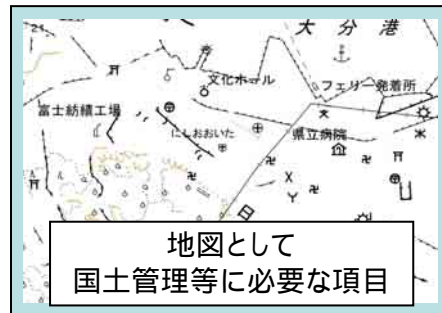 21
大分港
文化ホール
フェリー発着所
富士紡績工場
にしおおいた
県立病院
地図として
国土管理等に必要な項目